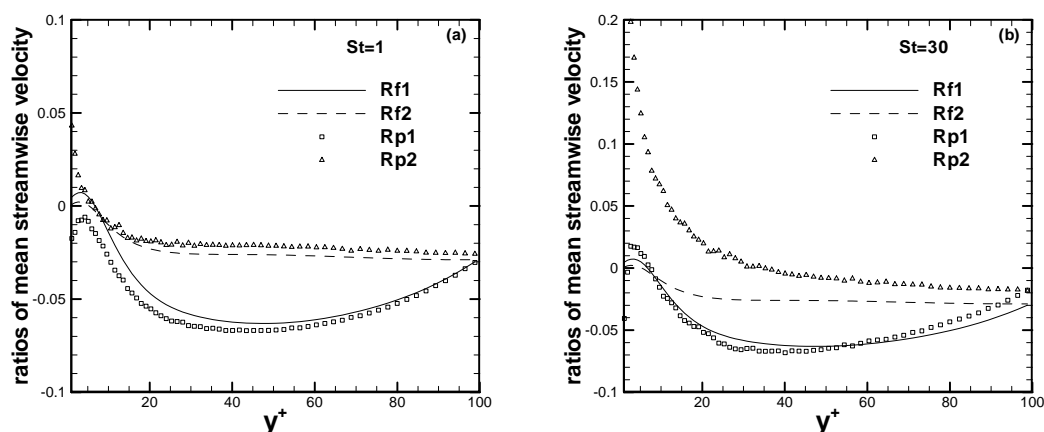 0.1
(a)
St=1
Rf1
Rf2
Rp1
Rp2
0.05
0
-0.05
-0.1
20
40
60
80
100
y+
ratios of mean streamwise velocity
0.2
(b)
St=30
Rf1
Rf2
Rp1
Rp2
0.15
0.1
0.05
0
-0.05
-0.1
20
40
60
80
100
y+
ratios of mean streamwise velocity